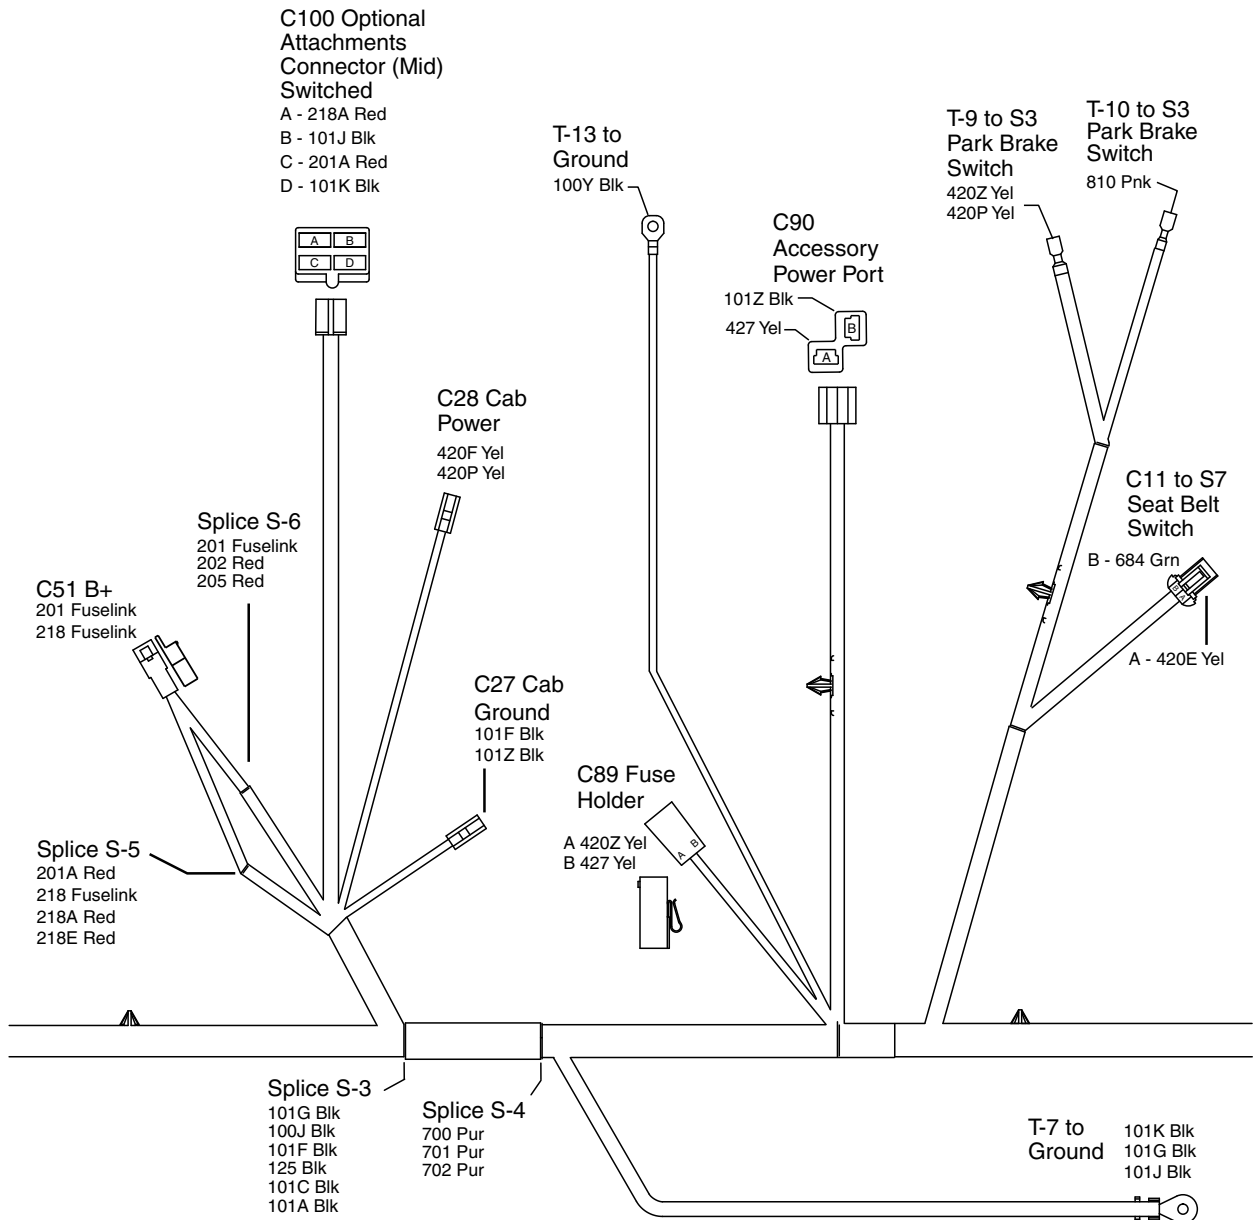 C100 Optional
Attachments
Connector (Mid)
Switched
A - 218A Red
B - 101J Blk
C - 201A Red
D - 101K Blk
A B
C D
T-13 to
Ground
100Y Blk
C90
Accessory
Power Port
101Z Blk
427 Yel
B
A
T-9 to S3
Park Brake
Switch
420Z Yel
420P Yel
T-10 to S3
Park Brake
Switch
810 Pnk
C28 Cab
Power
420F Yel
420P Yel
C11 to S7
Seat Belt
Switch
B - 684 Grn
B
A
A - 420E Yel
Splice S-6
201 Fuselink
202 Red
205 Red
C51 B+
201 Fuselink
218 Fuselink
C27 Cab
Ground
101F Blk
101Z Blk
C89 Fuse
Holder
A 420Z Yel
B 427 Yel
A B
Splice S-5
201A Red
218 Fuselink
218A Red
218E Red
Splice S-3
101G Blk
100J Blk
101F Blk
125 Blk
101C Blk
101A Blk
Splice S-4
700 Pur
701 Pur
702 Pur
T-7 to
Ground
101K Blk
101G Blk
101J Blk